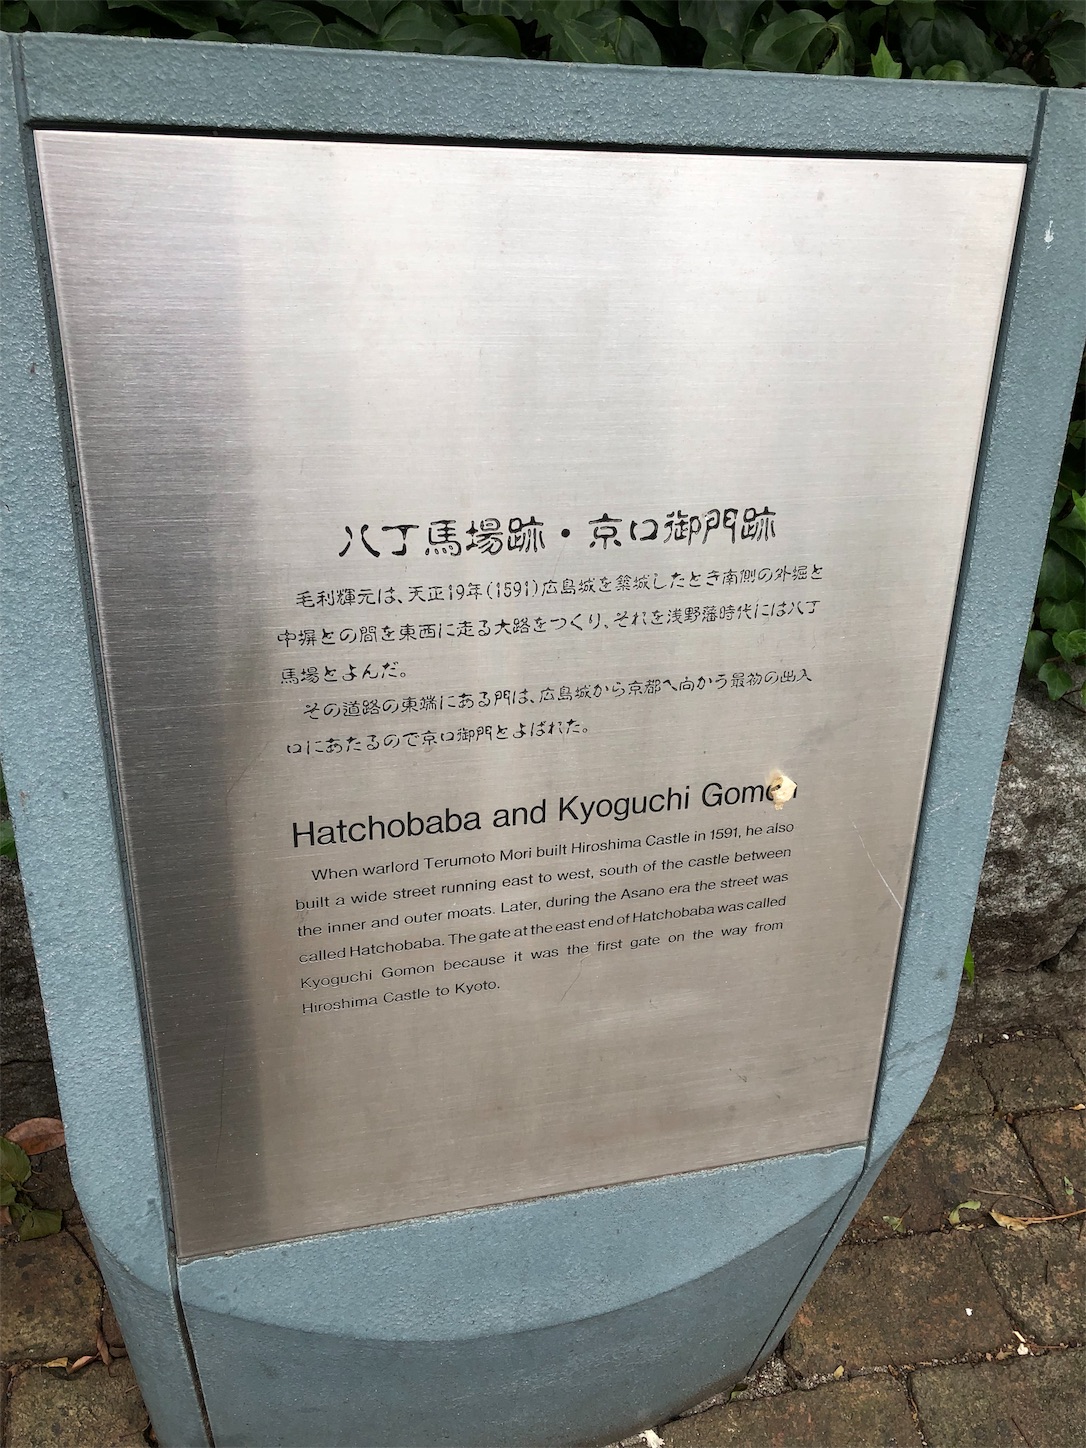 八丁馬場跡・京口御門跡
毛利輝元は、天正19年(1591)広島城を築城したとき南側の外堀と
中堀との間を東西に走る大路をつくり、それを浅野藩時代には八丁
馬場とよんだ。
その道路の東端にある門は、広島城から京都へ向かう最初の出入
口にあたるので京口御門とよばれた。
Hatchobaba and Kyoguchi Gomon
When warlord Terumoto Mori built Hiroshima Castle in 1591, he also
built a wide street running east to west, south of the castle between
the inner and outer moats. Later, during the Asano era the street was
called Hatchobaba. The gate at the east end of Hatchobaba was called
Kyoguchi Gomon because it was the first gate on the way from
Hiroshima Castle to Kyoto.